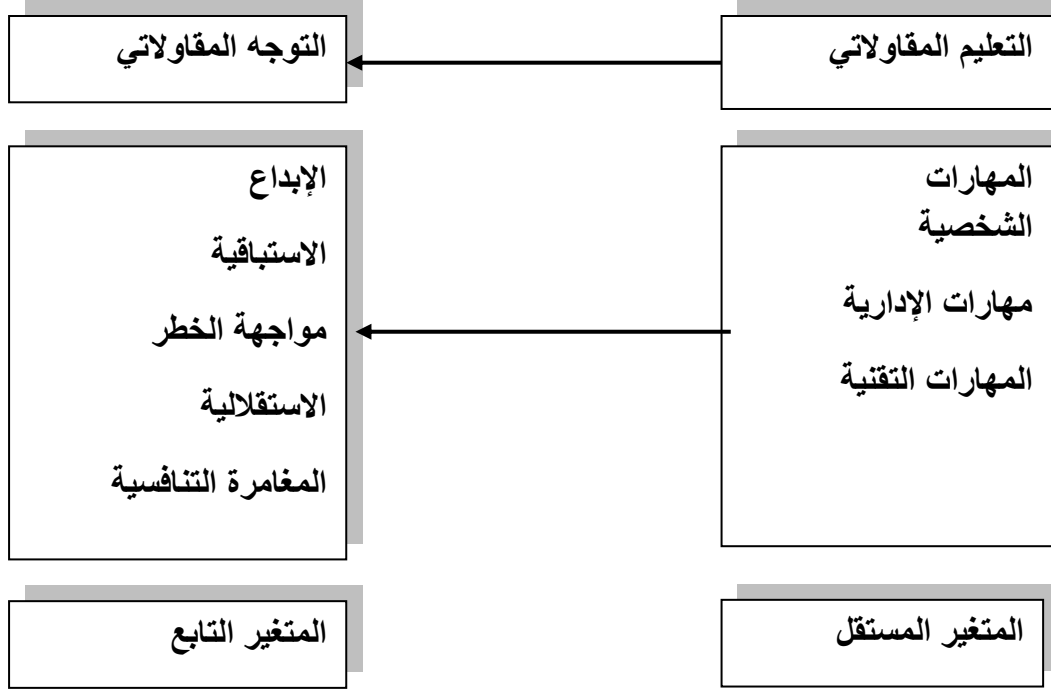 التعليم المقاولاتي
التوجه المقاولاتي
المهارات
الشخصية
مهارات الإدارية
المهارات التقنية
الإبداع
الاستباقية
مواجهة الخطر
الاستقلالية
المغامرة التنافسية
المتغير المستقل
المتغير التابع